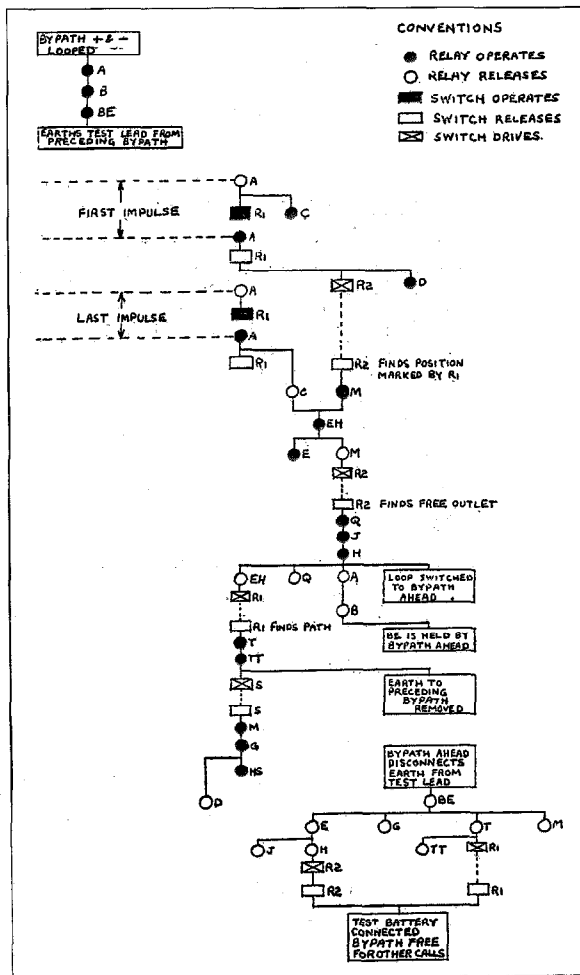 BYPATH + & -
LOOPED
A
B
BE
EARTHS TEST LEAD FROM
PRECEDING BYPATH
CONVENTIONS
RELAY OPERATES
RELAY RELEASES
SWITCH OPERATES
SWITCH RELEASES
SWITCH DRIVES.
A
FIRST IMPULSE
R1
C
A
R1
R2
D
A
LAST IMPULSE
R1
A
R1
R2 FINDS POSITION
MARKED BY R1
C
M
EH
E
M
R2
R2 FINDS FREE OUTLET
Q
J
H
EH
Q
A
LOOP SWITCHED
TO BYPATH
AHEAD .
R1
B
R1 FINDS PATH
BE IS HELD BY
BYPATH AHEAD
T
TT
S
EARTH TO
PRECEDING
BYPATH
REMOVED
S
M
G
HS
D
BYPATH AHEAD
DISCONNECTS
EARTH FROM
TEST LEAD
BE
E
G
T
M
J
H
TT
R1
R2
R2
R1
TEST BATTERY
CONNECTED
BYPATH FREE
FOR OTHER CALLS